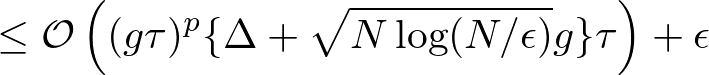 ≤ 𝒪((gτ)^p{Δ + √(N log(N/ϵ))g}τ) + ϵ